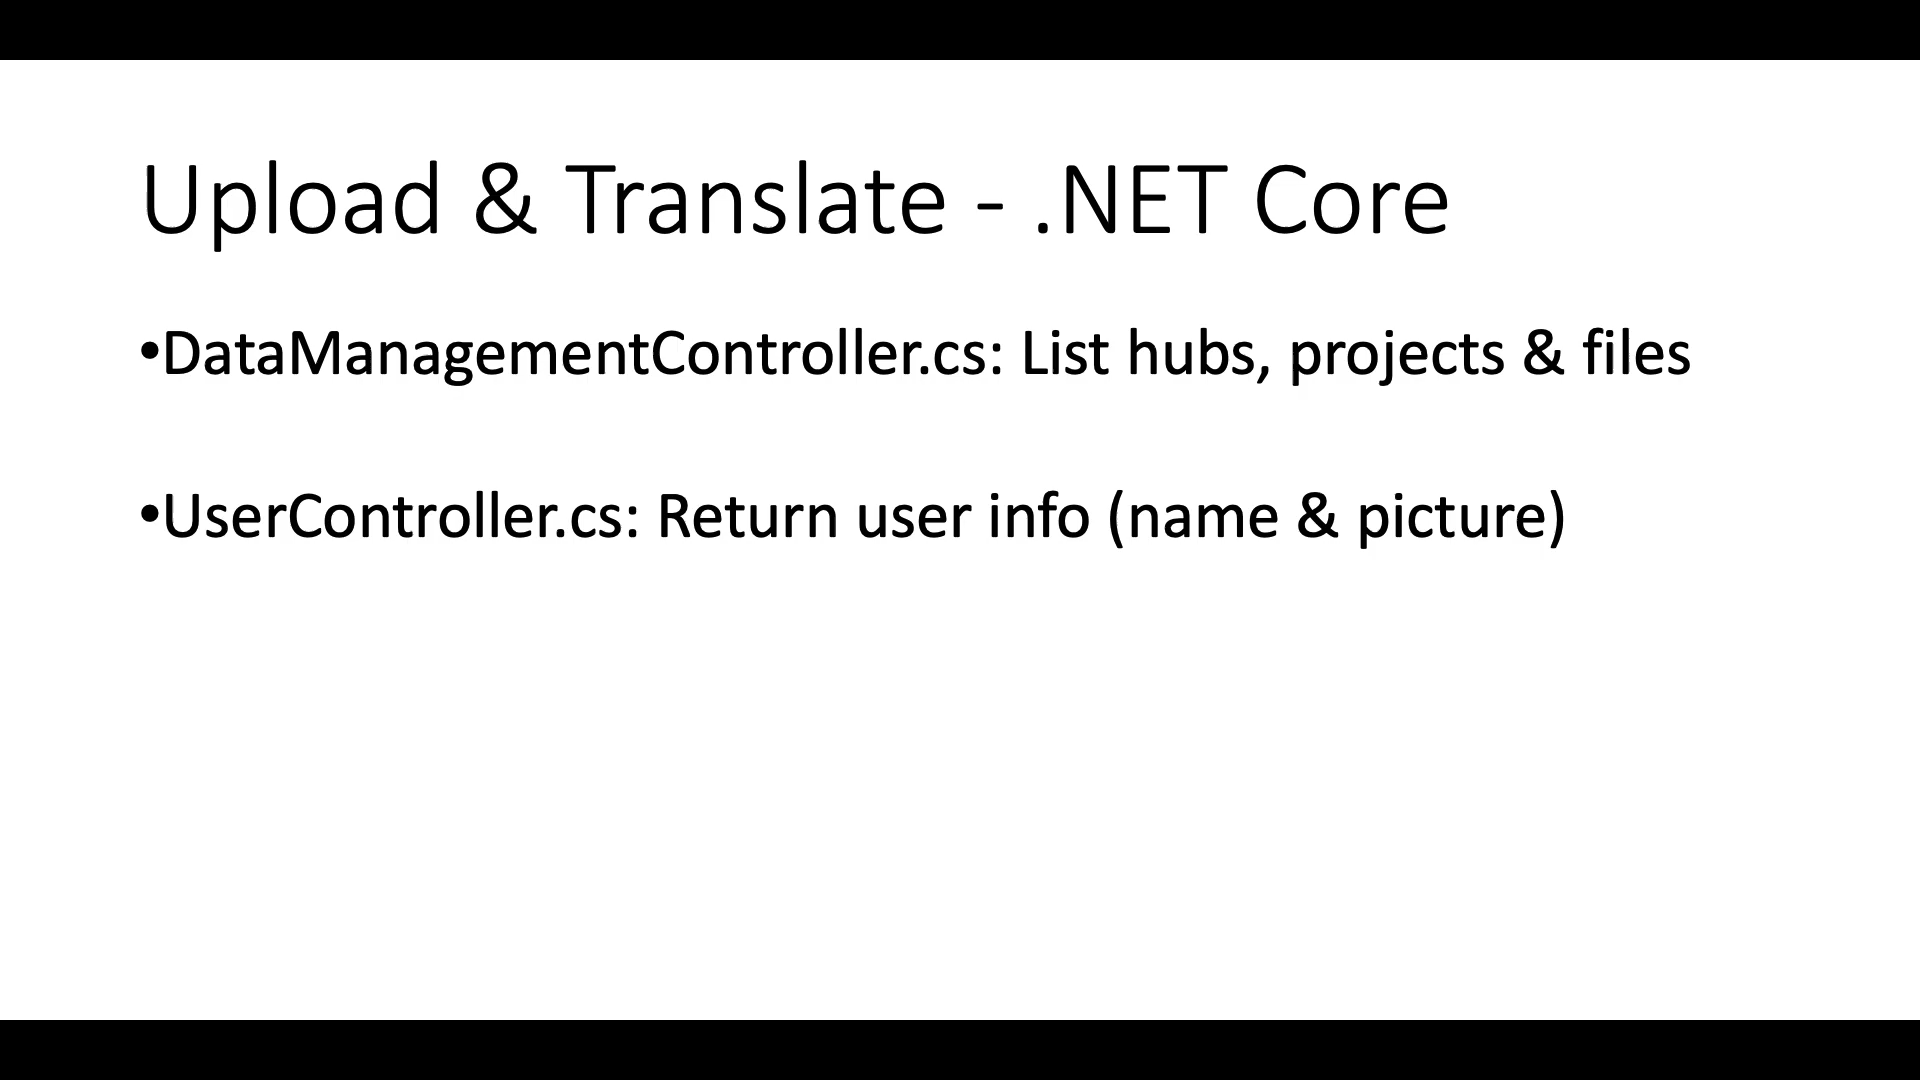 Upload & Translate - .NET Core
•DataManagementController.cs: List hubs, projects & files
•UserController.cs: Return user info (name & picture)